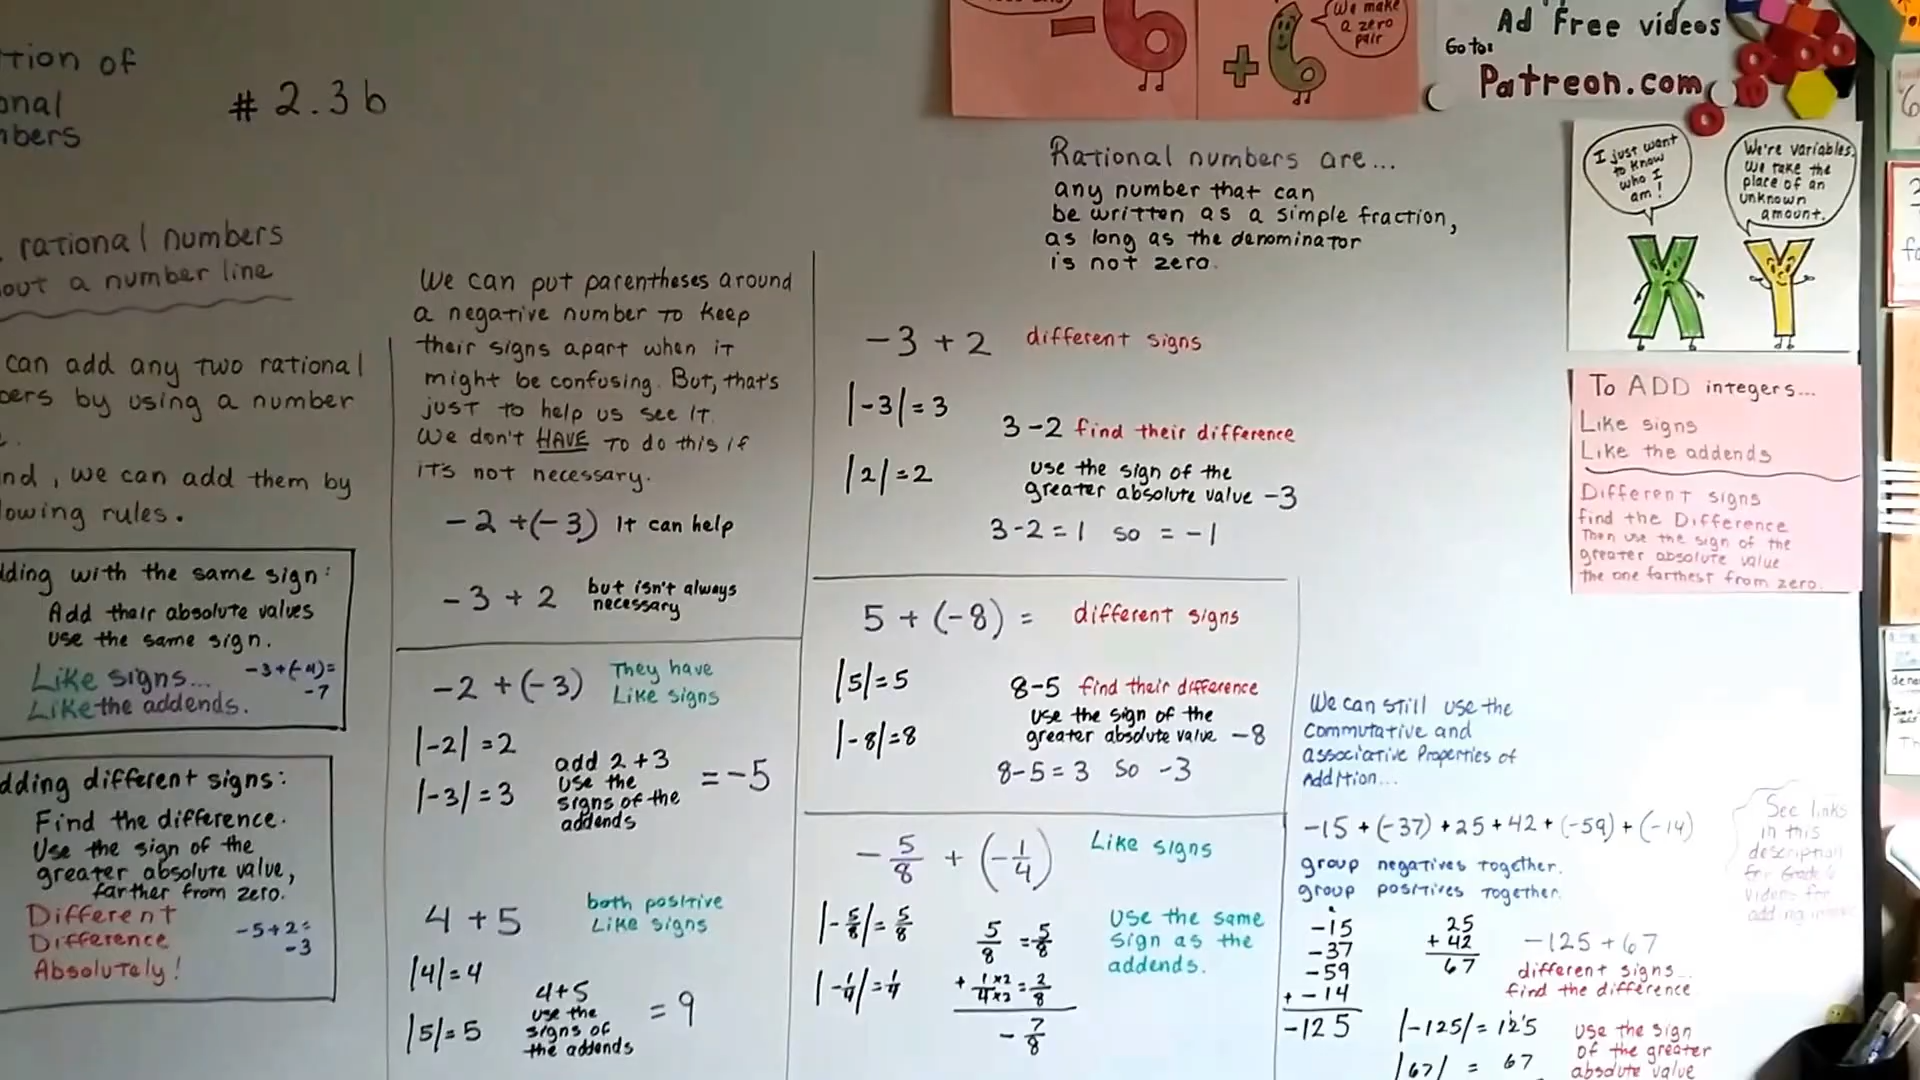 tion of
onal
bers
# 2.3b
rational numbers
out a number line
can add any two rational
bers by using a number
nd, we can add them by
lowing rules.
dding with the same sign:
Add their absolute values
Use the same sign.
Like signs...
Like the addends.
-3+(-4)=
-7
dding different signs:
Find the difference.
Use the sign of the
greater absolute value,
farther from zero.
Different
Difference
Absolutely!
-5+2=
-3
We can put parentheses around
a negative number to keep
their signs apart when it
might be confusing. But, that's
just to help us see it.
We don't HAVE to do this if
it's not necessary.
-2 +(-3) It can help
-3 + 2 but isn't always
necessary
-2 +(-3) They have
Like signs
|-2| = 2
|-3| = 3
add 2+3
use the
signs of the
addends
= -5
4 + 5
both positive
Like signs
|4|=4
|5|=5
4+5
use the
signs of
the addends
= 9
Rational numbers are...
any number that can
be written as a simple fraction,
as long as the denominator
is not zero.
-3 + 2 different signs
|-3|= 3
|2|=2
3-2 find their difference
use the sign of the
greater absolute value -3
3-2=1 so = -1
5 + (-8) = different signs
|5|=5
|-8|=8
8-5 find their difference
use the sign of the
greater absolute value -8
8-5=3 so -3
-5/8 + (-1/4) Like signs
|-5/8|=5/8
|-1/4|=1/4
5/8 = 5/8
+ 1×2/4×2 = 2/8
-7/8
Use the same
sign as the
addends.
We can still use the
Commutative and
associative Properties of
Addition...
-15 + (-37) + 25 + 42 + (-59) + (-14)
group negatives together.
group positives together.
-15
-37
-59
+ -14
-125
25
+ 42
67
-125 + 67
different signs...
find the difference
|-125|= 125
|67| = 67
use the sign
of the greater
absolute value
See links
in this
description
for Grade 6
videos for
adding
We make
a zero
pair
- 6
+ 6
Ad Free videos
Go to:
Patreon.com
I just want
to know
who I
am!
We're variables.
We take the
place of an
unknown
amount.
X Y
To ADD integers...
Like signs
Like the addends
Different signs
find the Difference
Then use the sign of the
greater absolute value
the one farthest from zero.